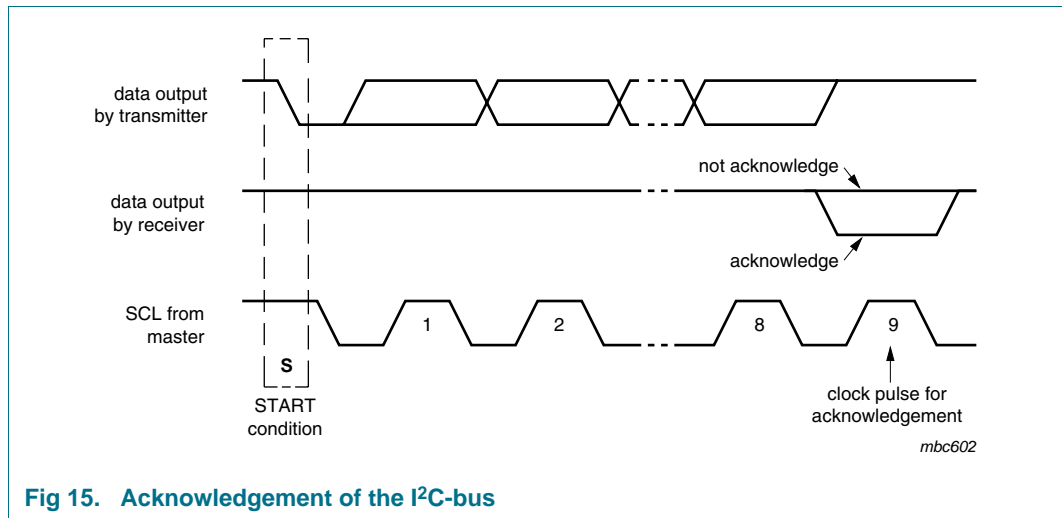 data output
by transmitter
not acknowledge
data output
by receiver
acknowledge
SCL from
master
1
2
8
9
S
START
condition
clock pulse for
acknowledgement
mbc602
Fig 15. Acknowledgement of the I²C-bus